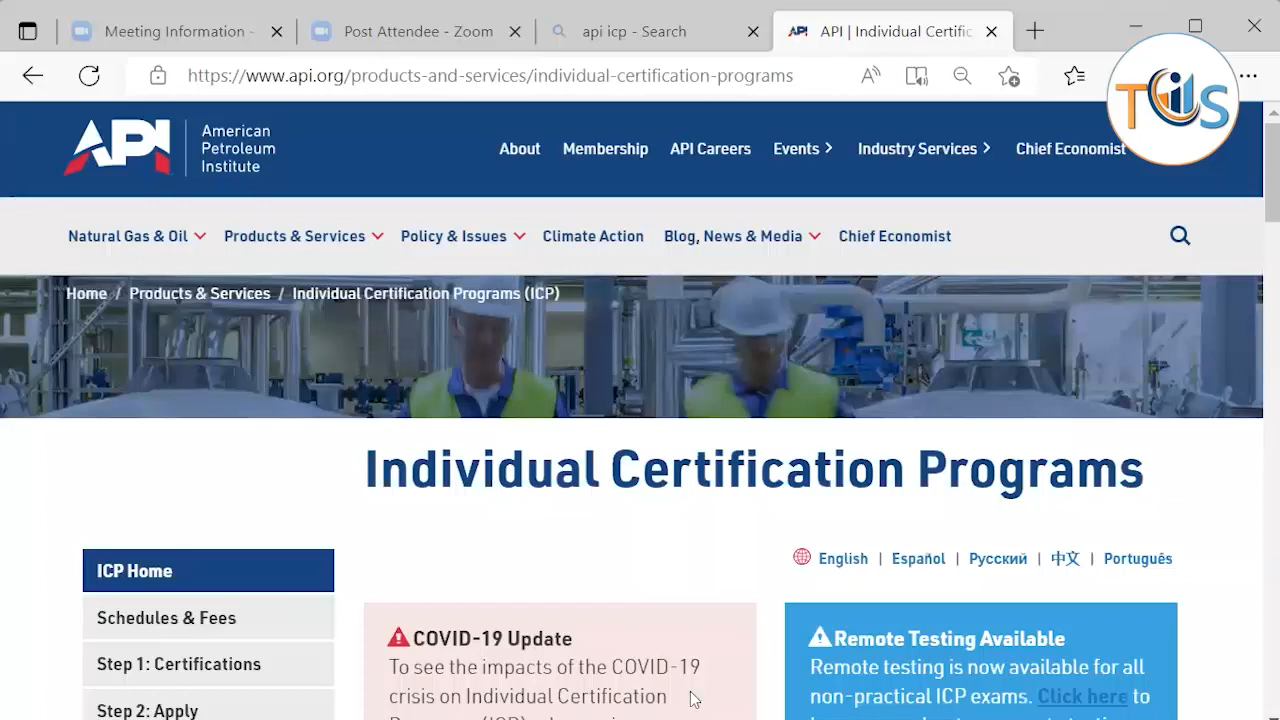 Meeting Information -
Post Attendee - Zoom
api icp - Search
API | Individual Certific
https://www.api.org/products-and-services/individual-certification-programs
TCILS
API
American
Petroleum
Institute
About
Membership
API Careers
Events
Industry Services
Chief Economist
Natural Gas & Oil
Products & Services
Policy & Issues
Climate Action
Blog, News & Media
Chief Economist
Home / Products & Services / Individual Certification Programs (ICP)
Individual Certification Programs
English | Español | Русский | 中文 | Português
ICP Home
Schedules & Fees
Step 1: Certifications
Step 2: Apply
COVID-19 Update
To see the impacts of the COVID-19
crisis on Individual Certification
Remote Testing Available
Remote testing is now available for all
non-practical ICP exams. Click here to